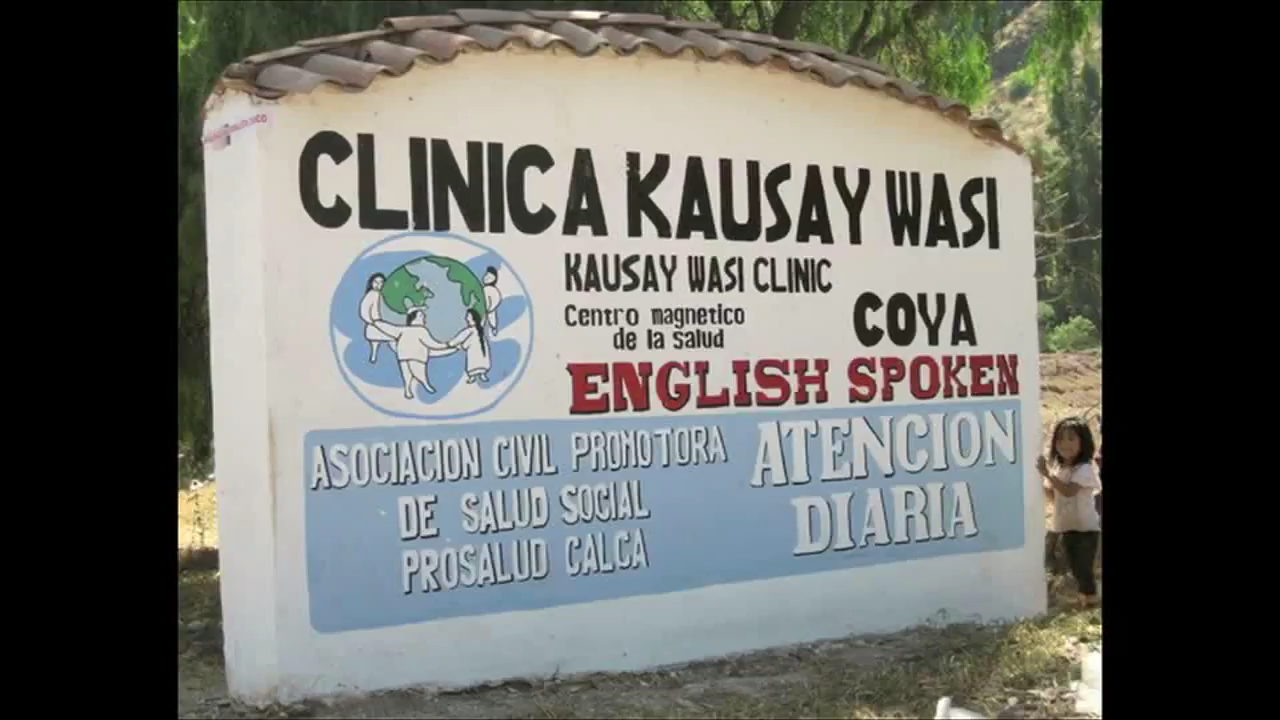 CLINICA KAUSAY WASI
KAUSAY WASI CLINIC
Centro magnetico
de la salud
COYA
ENGLISH SPOKEN
ASOCIACION CIVIL PROMOTORA
DE SALUD SOCIAL
PROSALUD CALCA
ATENCION
DIARIA